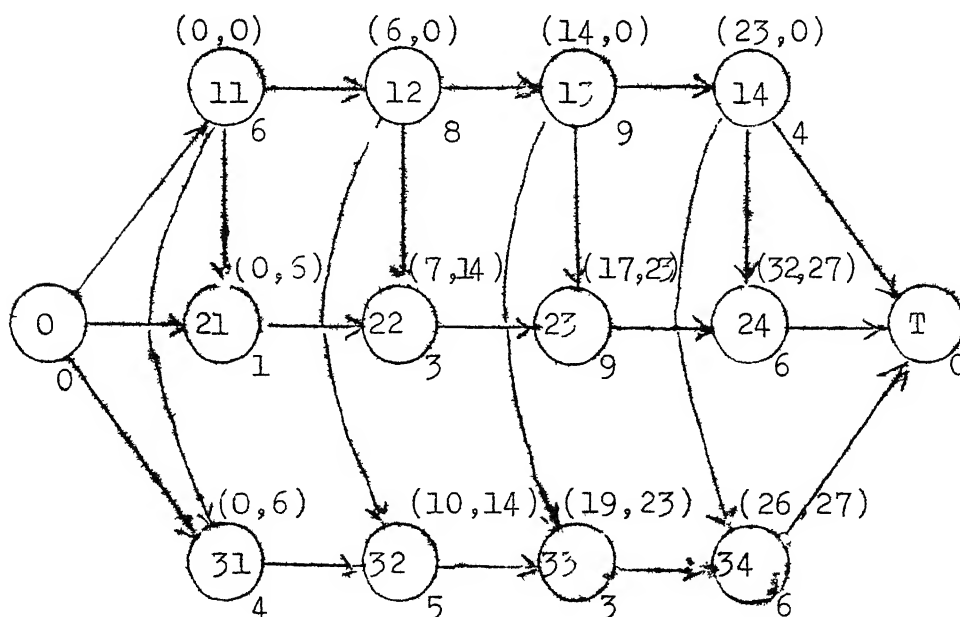 (0,0) (6,0) (14,0) (23,0)
11 12 13 14
6 8 9 4
(0,5) (7,14) (17,23 (32,27)
0 21 22 23 24 T
0 1 3 9 6 0
(0,6) (10,14) (19,23) (26,27)
31 32 33 34
4 5 3 6